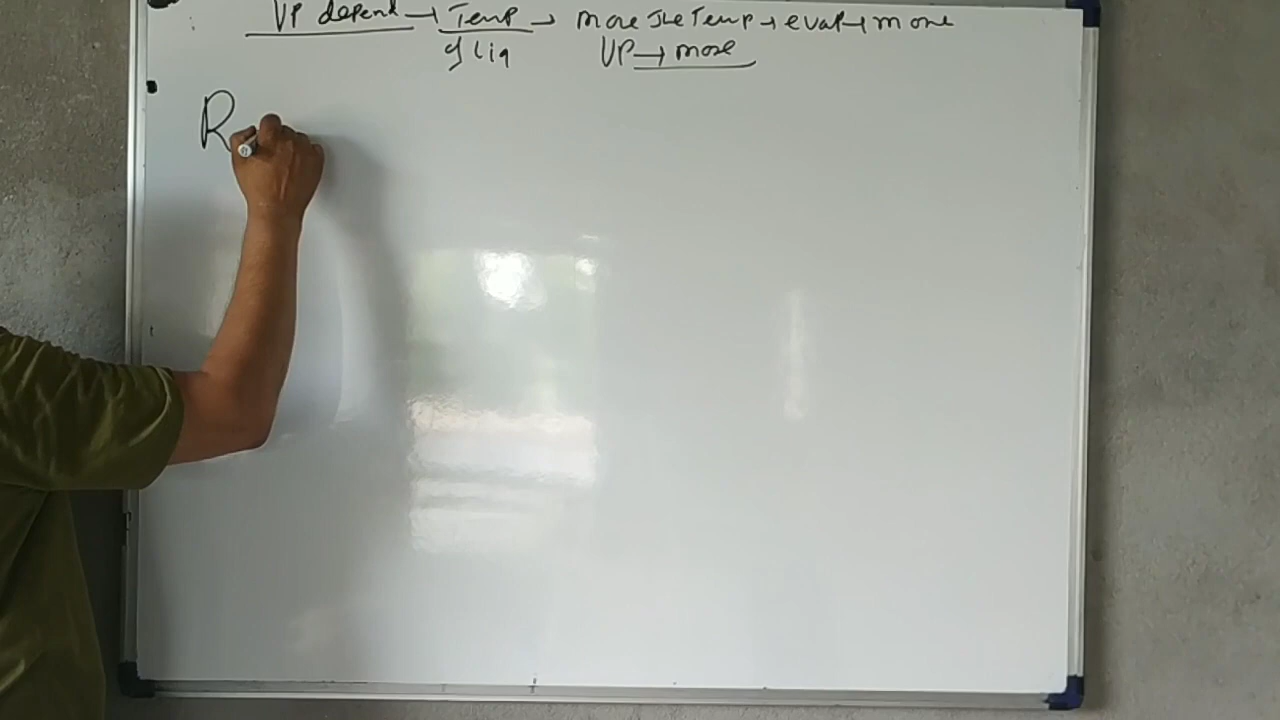 VP depend → Temp → more the Temp → evap → more
of liq VP → more
R